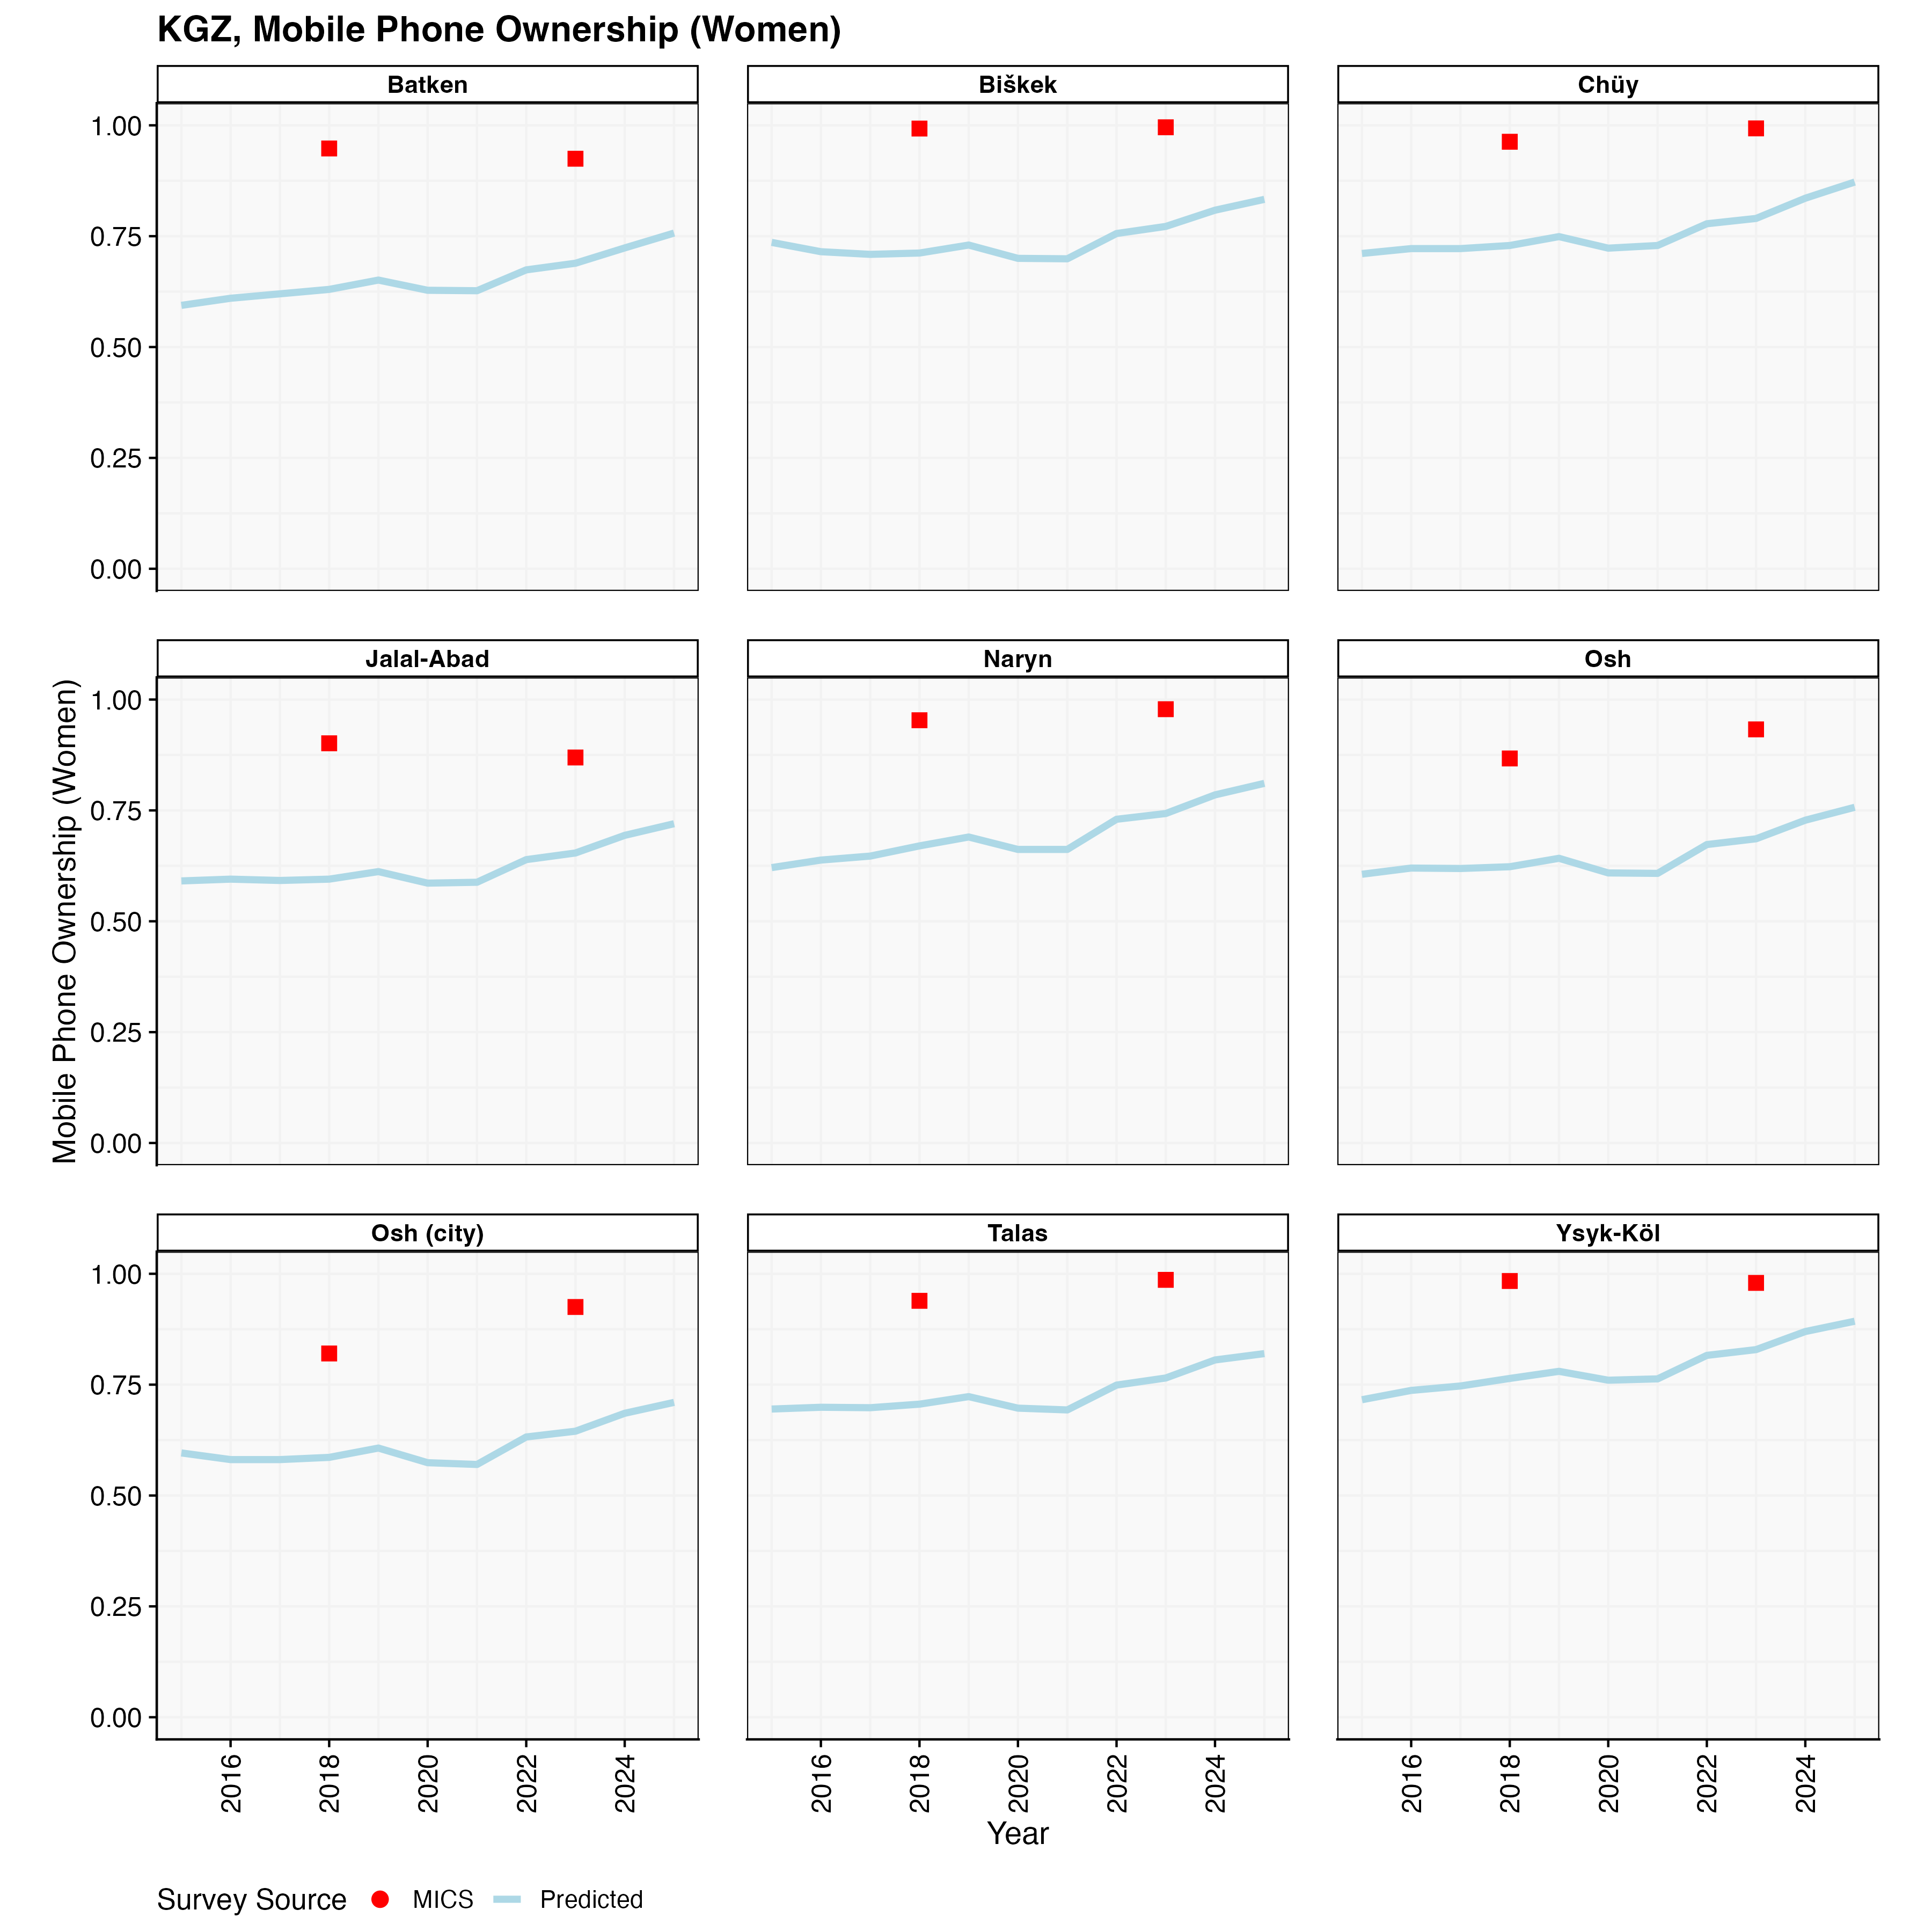 KGZ, Mobile Phone Ownership (Women)
Batken
Biškek
Chüy
1.00
0.75
0.50
0.25
0.00
Jalal-Abad
Naryn
Osh
Mobile Phone Ownership (Women)
1.00
0.75
0.50
0.25
0.00
Osh (city)
Talas
Ysyk-Köl
1.00
0.75
0.50
0.25
0.00
2016 2018 2020 2022 2024
2016 2018 2020 2022 2024
2016 2018 2020 2022 2024
Year
Survey Source MICS Predicted